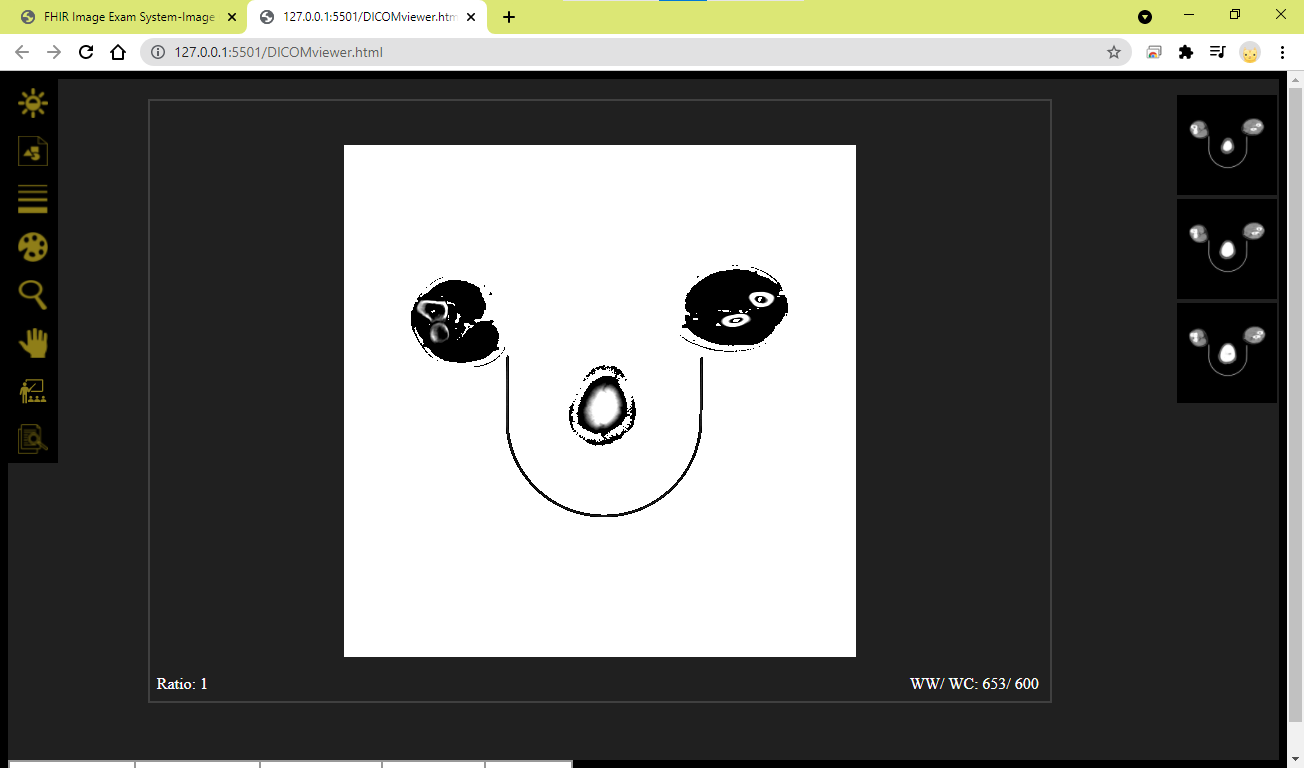 FHIR Image Exam System-Image
127.0.0.1:5501/DICOMviewer.htm
127.0.0.1:5501/DICOMviewer.html
Ratio: 1
WW/ WC: 653/ 600